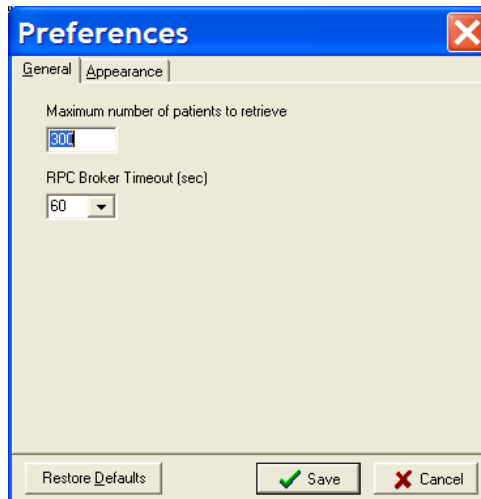 Preferences
General Appearance
Maximum number of patients to retrieve
300
RPC Broker Timeout (sec)
60
Restore Defaults Save Cancel